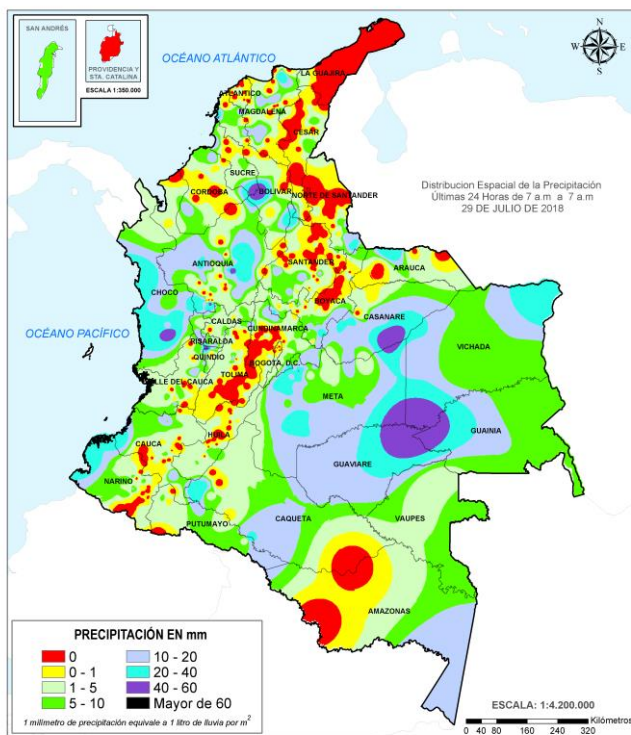 SAN ANDRÉS
PROVIDENCIA Y
STA. CATALINA
ESCALA 1:350.000
OCÉANO ATLÁNTICO
N
W E
S
LA GUAJIRA
ATLANTICO
MAGDALENA
CESAR
SUCRE
CORDOBA
BOLIVAR
NORTE DE SANTANDER
Distribucion Espacial de la Precipitación
Últimas 24 Horas de 7 a.m a 7 a.m
29 DE JULIO DE 2018
ANTIOQUIA
SANTANDER
ARAUCA
CHOCO
BOYACA
CASANARE
OCÉANO PACÍFICO
CALDAS
CUNDINAMARCA
RISARALDA
VICHADA
QUINDIO
BOGOTA, D.C.
TOLIMA
VALLE DEL CAUCA
META
CAUCA
HUILA
GUAINIA
GUAVIARE
NARIÑO
PUTUMAYO
CAQUETA
VAUPES
AMAZONAS
PRECIPITACIÓN EN mm
0
0 - 1
1 - 5
5 - 10
10 - 20
20 - 40
40 - 60
Mayor de 60
1 milimetro de precipitación equivale a 1 litro de lluvia por m2
ESCALA: 1:4.200.000
Kilómetros
0 40 80 160 240 320